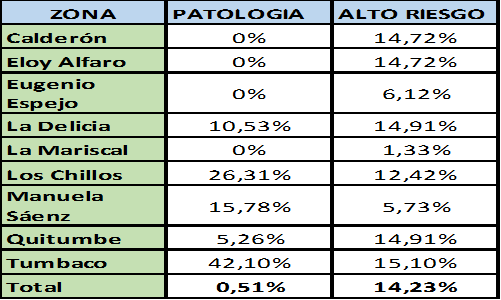 ZONA PATOLOGIA ALTO RIESGO
Calderón 0% 14,72%
Eloy Alfaro 0% 14,72%
Eugenio
Espejo 0% 6,12%
La Delicia 10,53% 14,91%
La Mariscal 0% 1,33%
Los Chillos 26,31% 12,42%
Manuela
Sáenz 15,78% 5,73%
Quitumbe 5,26% 14,91%
Tumbaco 42,10% 15,10%
Total 0,51% 14,23%